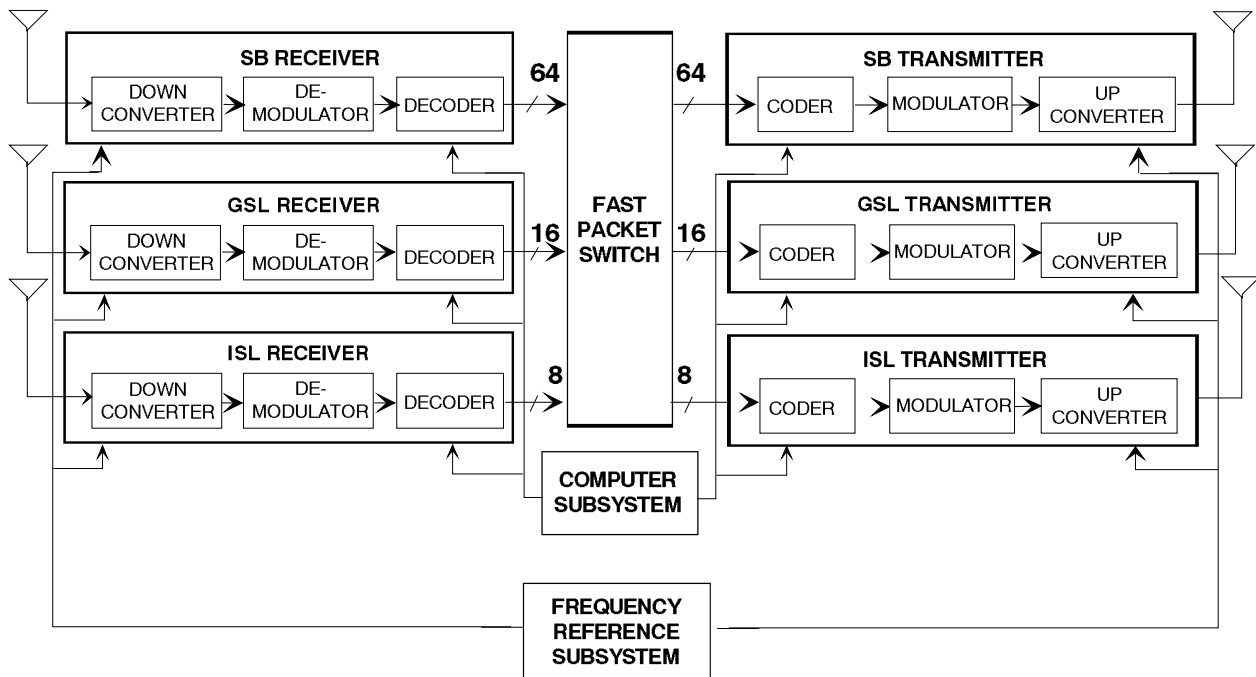 SB RECEIVER
DOWN
CONVERTER
DE-
MODULATOR
DECODER
64
GSL RECEIVER
DOWN
CONVERTER
DE-
MODULATOR
DECODER
16
ISL RECEIVER
DOWN
CONVERTER
DE-
MODULATOR
DECODER
8
FAST
PACKET
SWITCH
64
SB TRANSMITTER
CODER
MODULATOR
UP
CONVERTER
16
GSL TRANSMITTER
CODER
MODULATOR
UP
CONVERTER
8
ISL TRANSMITTER
CODER
MODULATOR
UP
CONVERTER
COMPUTER
SUBSYSTEM
FREQUENCY
REFERENCE
SUBSYSTEM